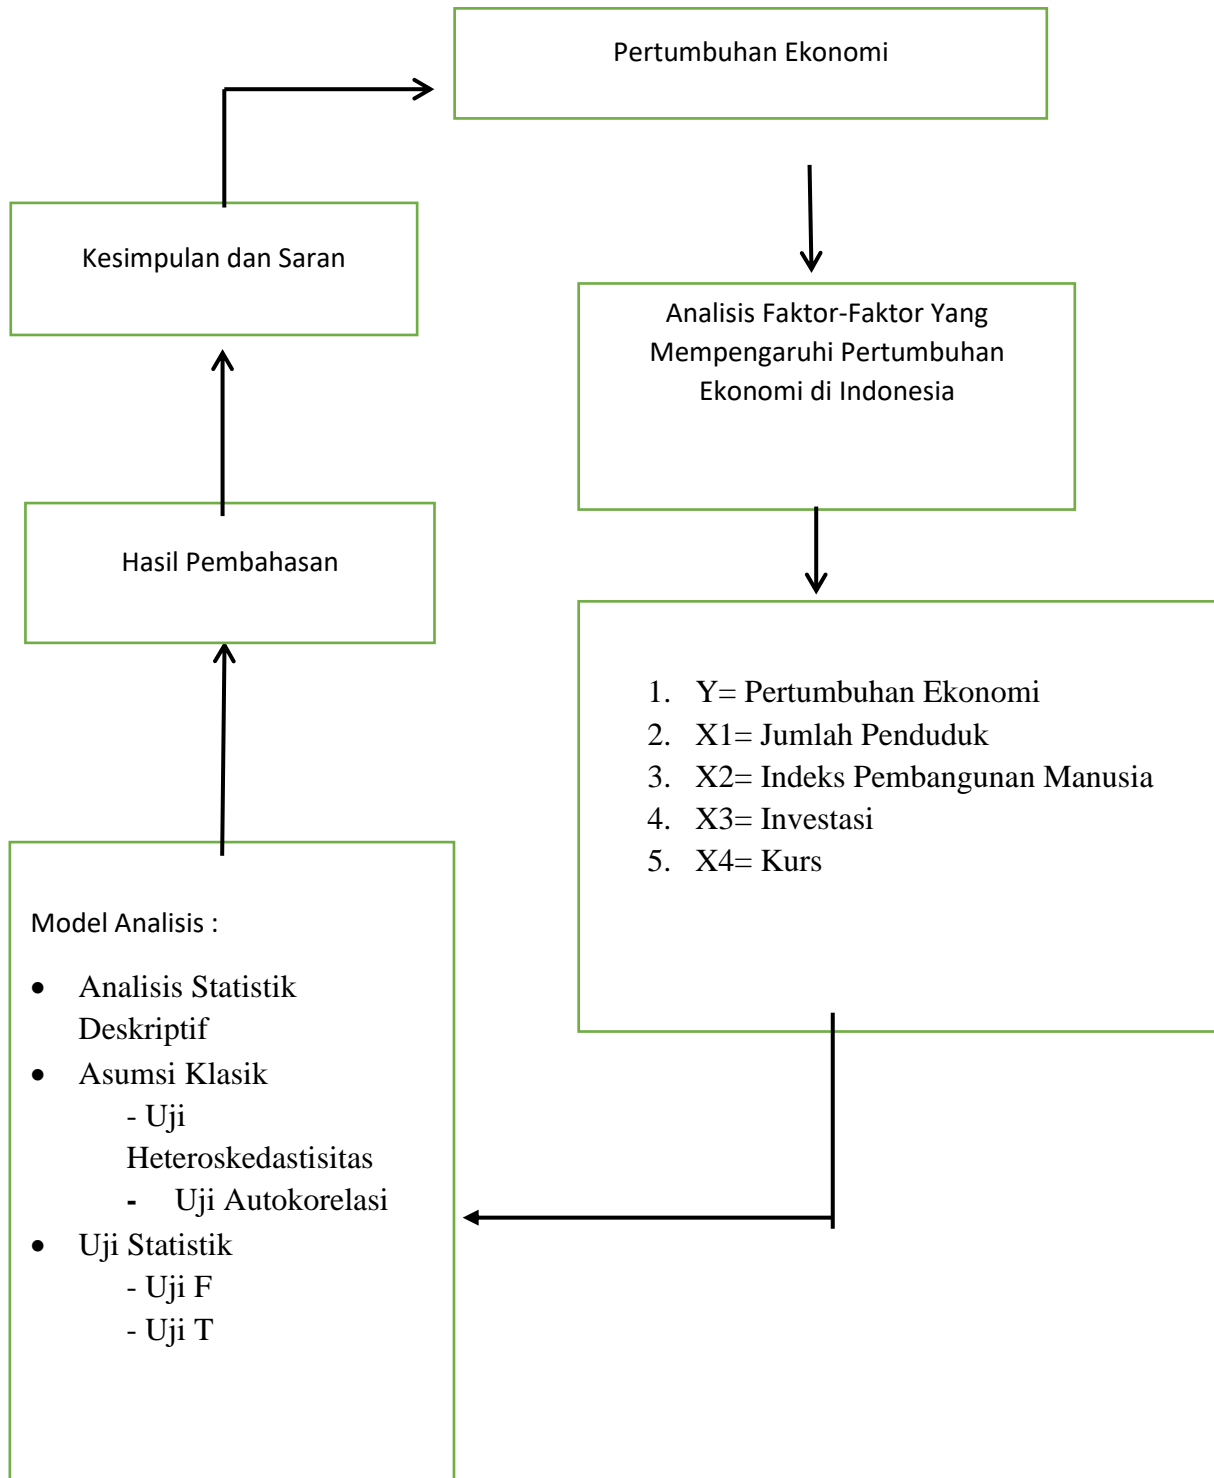 Pertumbuhan Ekonomi
Kesimpulan dan Saran
Analisis Faktor-Faktor Yang
Mempengaruhi Pertumbuhan
Ekonomi di Indonesia
Hasil Pembahasan
1. Y= Pertumbuhan Ekonomi
2. X1= Jumlah Penduduk
3. X2= Indeks Pembangunan Manusia
4. X3= Investasi
5. X4= Kurs
Model Analisis :
• Analisis Statistik
Deskriptif
• Asumsi Klasik
- Uji
Heteroskedastisitas
- Uji Autokorelasi
• Uji Statistik
- Uji F
- Uji T